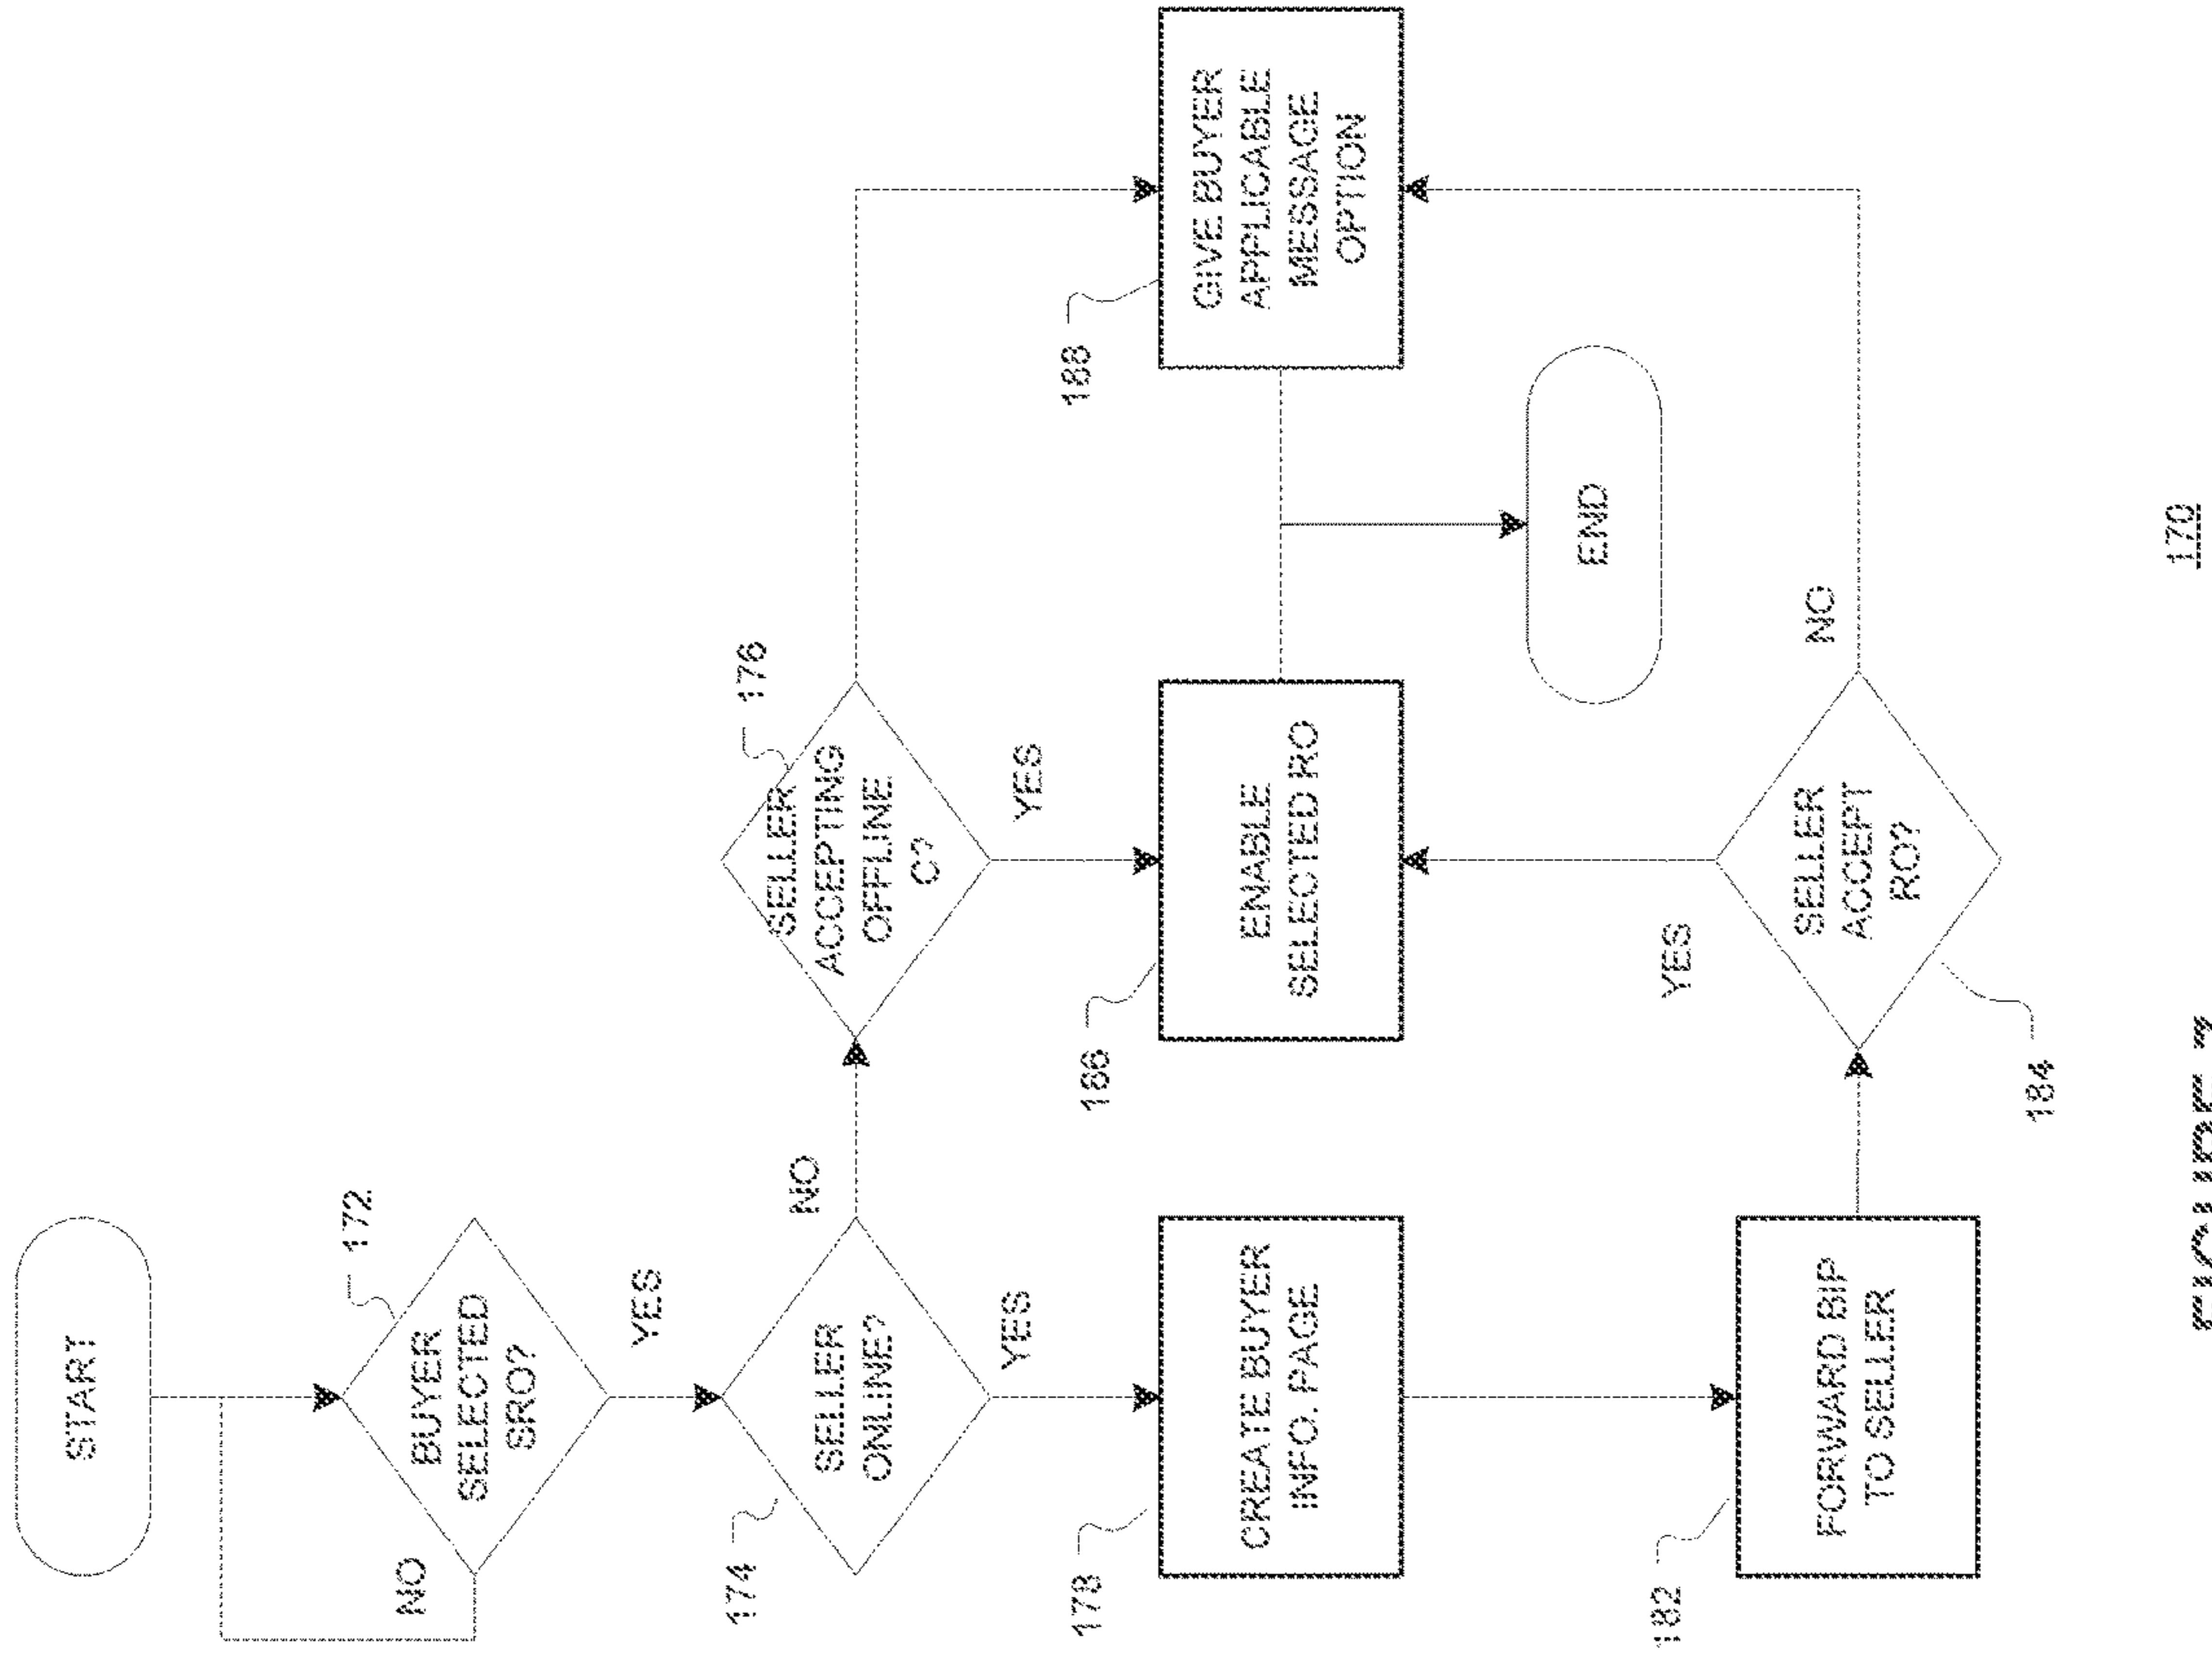 START
172
BUYER
SELECTED
SRO?
NO
YES
174
SELLER
ONLINE?
NO
YES
176
SELLER
ACCEPTING
OFFLINE
C?
YES
178
CREATE BUYER
INFO. PAGE
186
ENABLE
SELECTED RO
188
GIVE BUYER
APPLICABLE
MESSAGE
OPTION
END
182
FORWARD BIP
TO SELLER
YES
184
SELLER
ACCEPT
RO?
NO
170